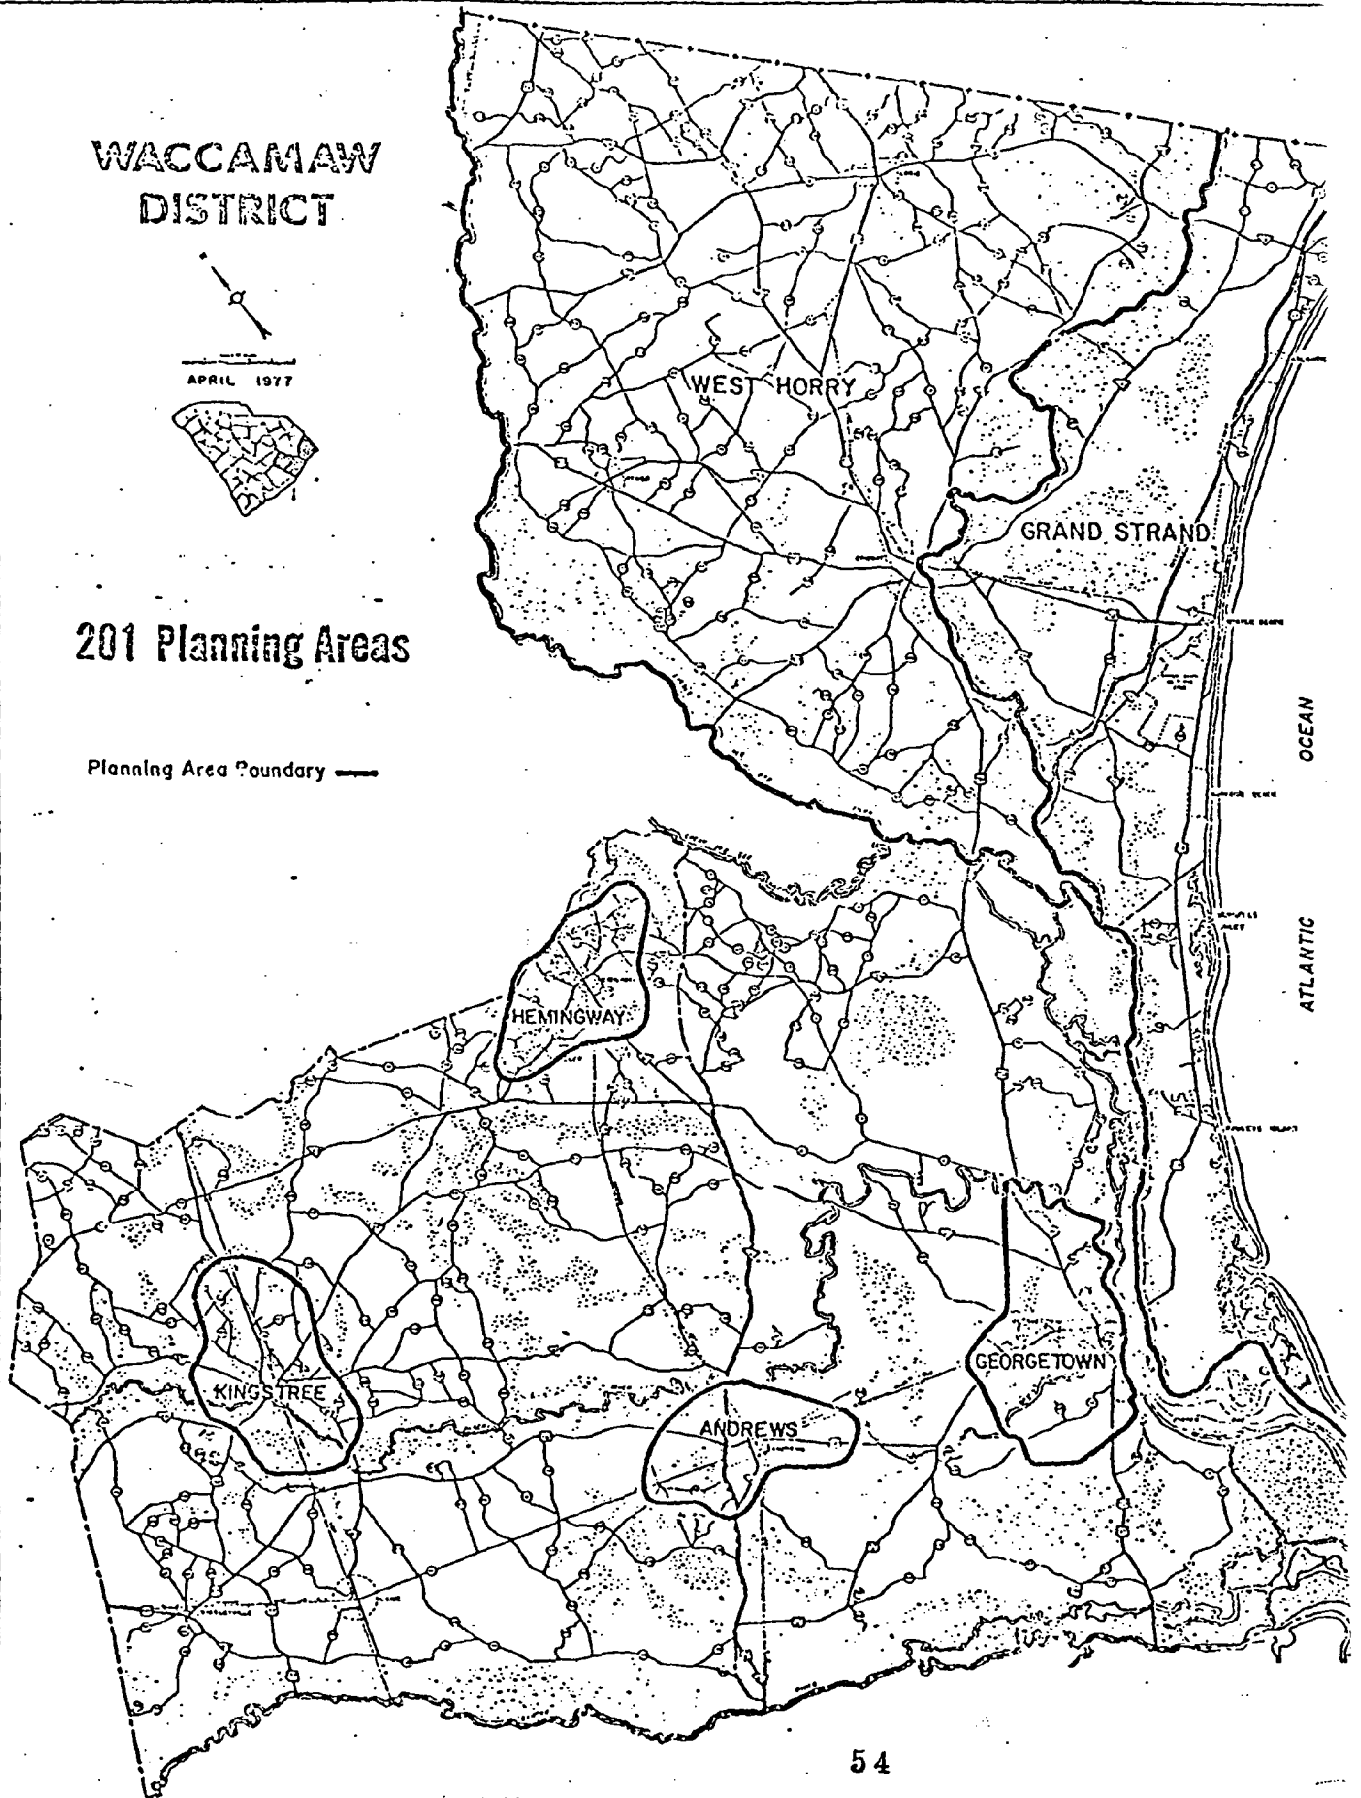 WACCAMAW
DISTRICT
APRIL 1977
201 Planning Areas
Planning Area Boundary
WEST HORRY
GRAND STRAND
OCEAN
ATLANTIC
HEMINGWAY
KINGSTREE
ANDREWS
GEORGETOWN
54